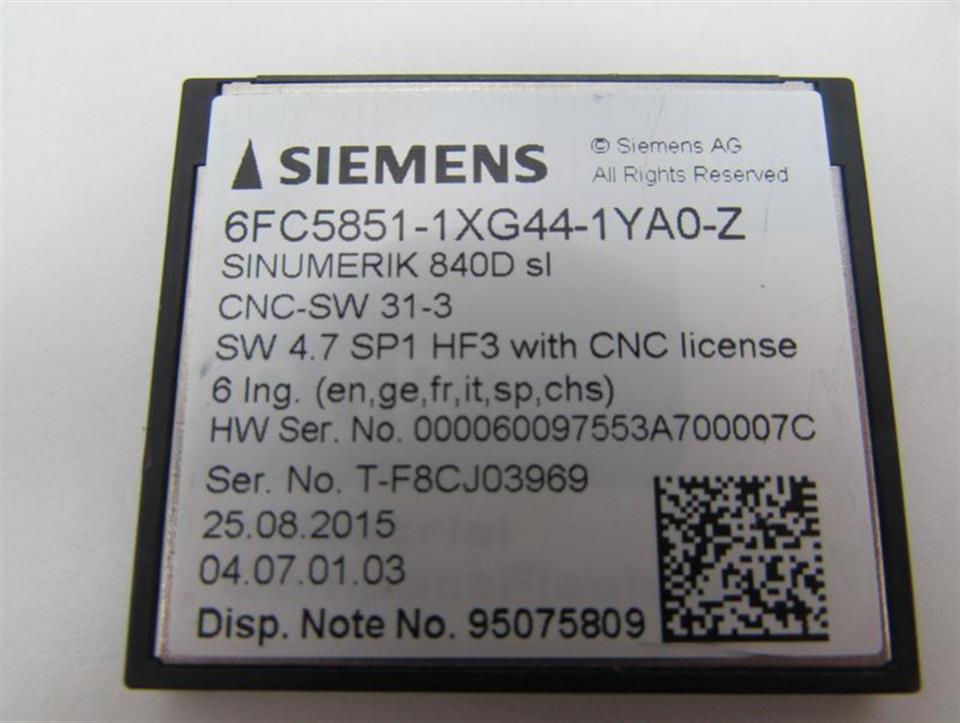 SIEMENS
© Siemens AG
All Rights Reserved
6FC5851-1XG44-1YA0-Z
SINUMERIK 840D sl
CNC-SW 31-3
SW 4.7 SP1 HF3 with CNC license
6 lng. (en,ge,fr,it,sp,chs)
HW Ser. No. 000060097553A700007C
Ser. No. T-F8CJ03969
25.08.2015
04.07.01.03
Disp. Note No. 95075809